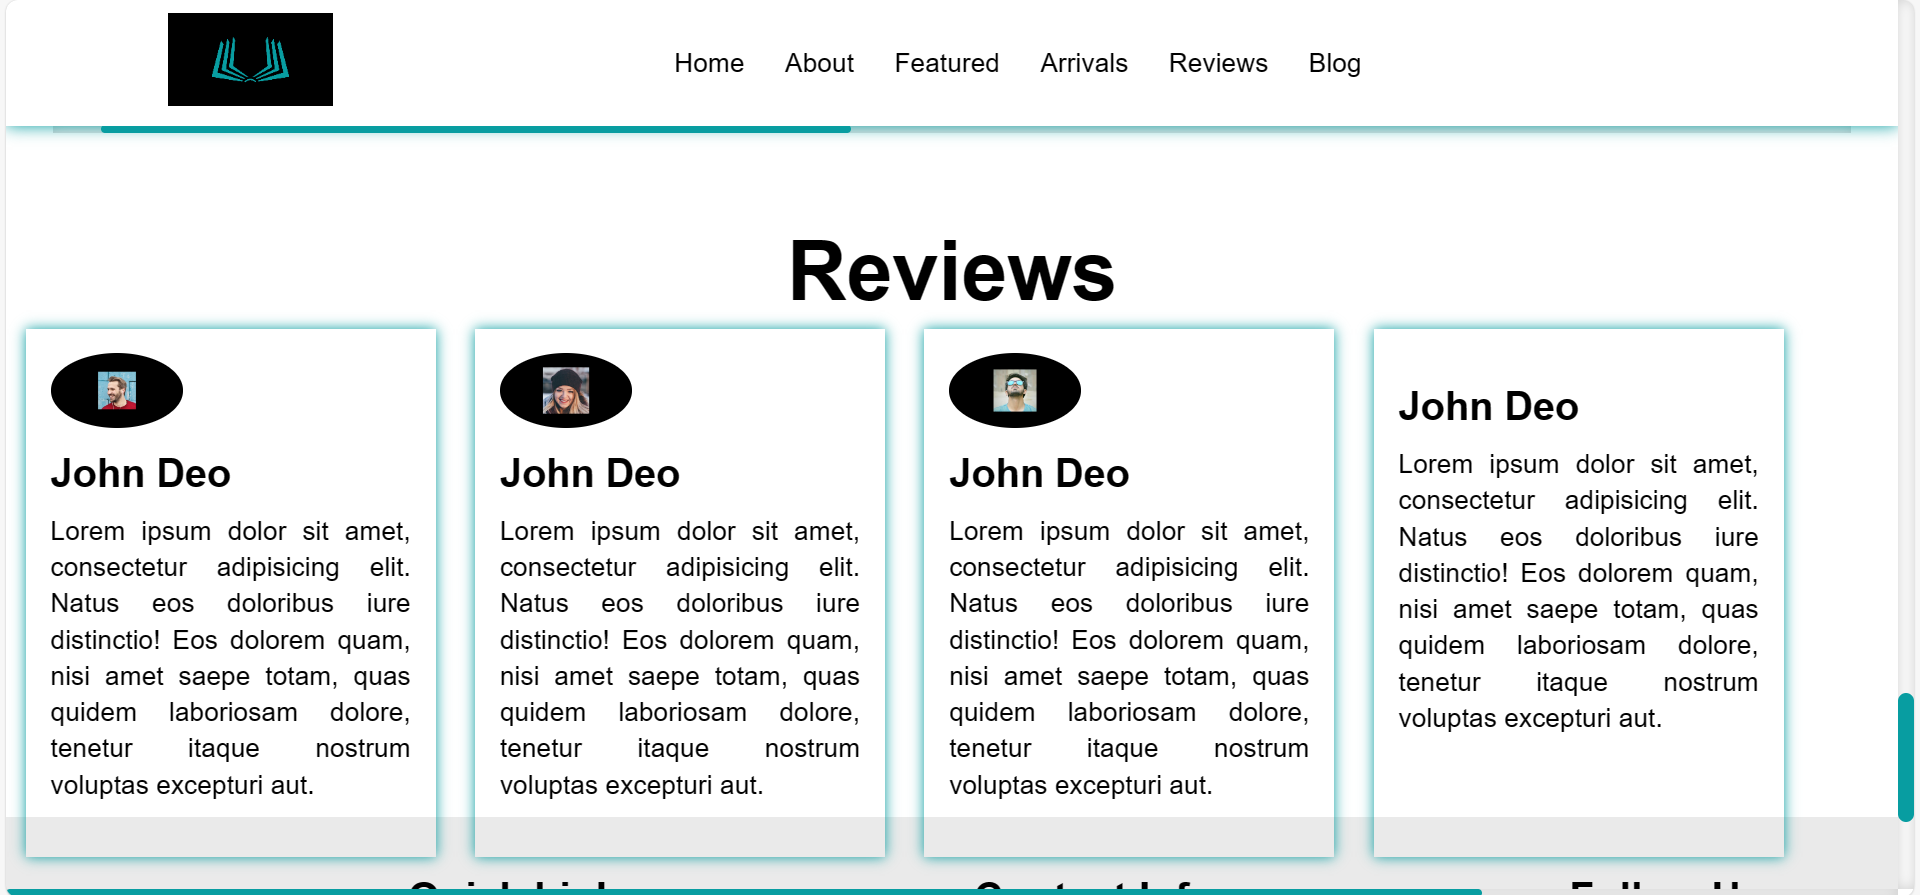 Home About Featured Arrivals Reviews Blog
Reviews
John Deo
Lorem ipsum dolor sit amet,
consectetur adipisicing elit.
Natus eos doloribus iure
distinctio! Eos dolorem quam,
nisi amet saepe totam, quas
quidem laboriosam dolore,
tenetur itaque nostrum
voluptas excepturi aut.
John Deo
Lorem ipsum dolor sit amet,
consectetur adipisicing elit.
Natus eos doloribus iure
distinctio! Eos dolorem quam,
nisi amet saepe totam, quas
quidem laboriosam dolore,
tenetur itaque nostrum
voluptas excepturi aut.
John Deo
Lorem ipsum dolor sit amet,
consectetur adipisicing elit.
Natus eos doloribus iure
distinctio! Eos dolorem quam,
nisi amet saepe totam, quas
quidem laboriosam dolore,
tenetur itaque nostrum
voluptas excepturi aut.
John Deo
Lorem ipsum dolor sit amet,
consectetur adipisicing elit.
Natus eos doloribus iure
distinctio! Eos dolorem quam,
nisi amet saepe totam, quas
quidem laboriosam dolore,
tenetur itaque nostrum
voluptas excepturi aut.